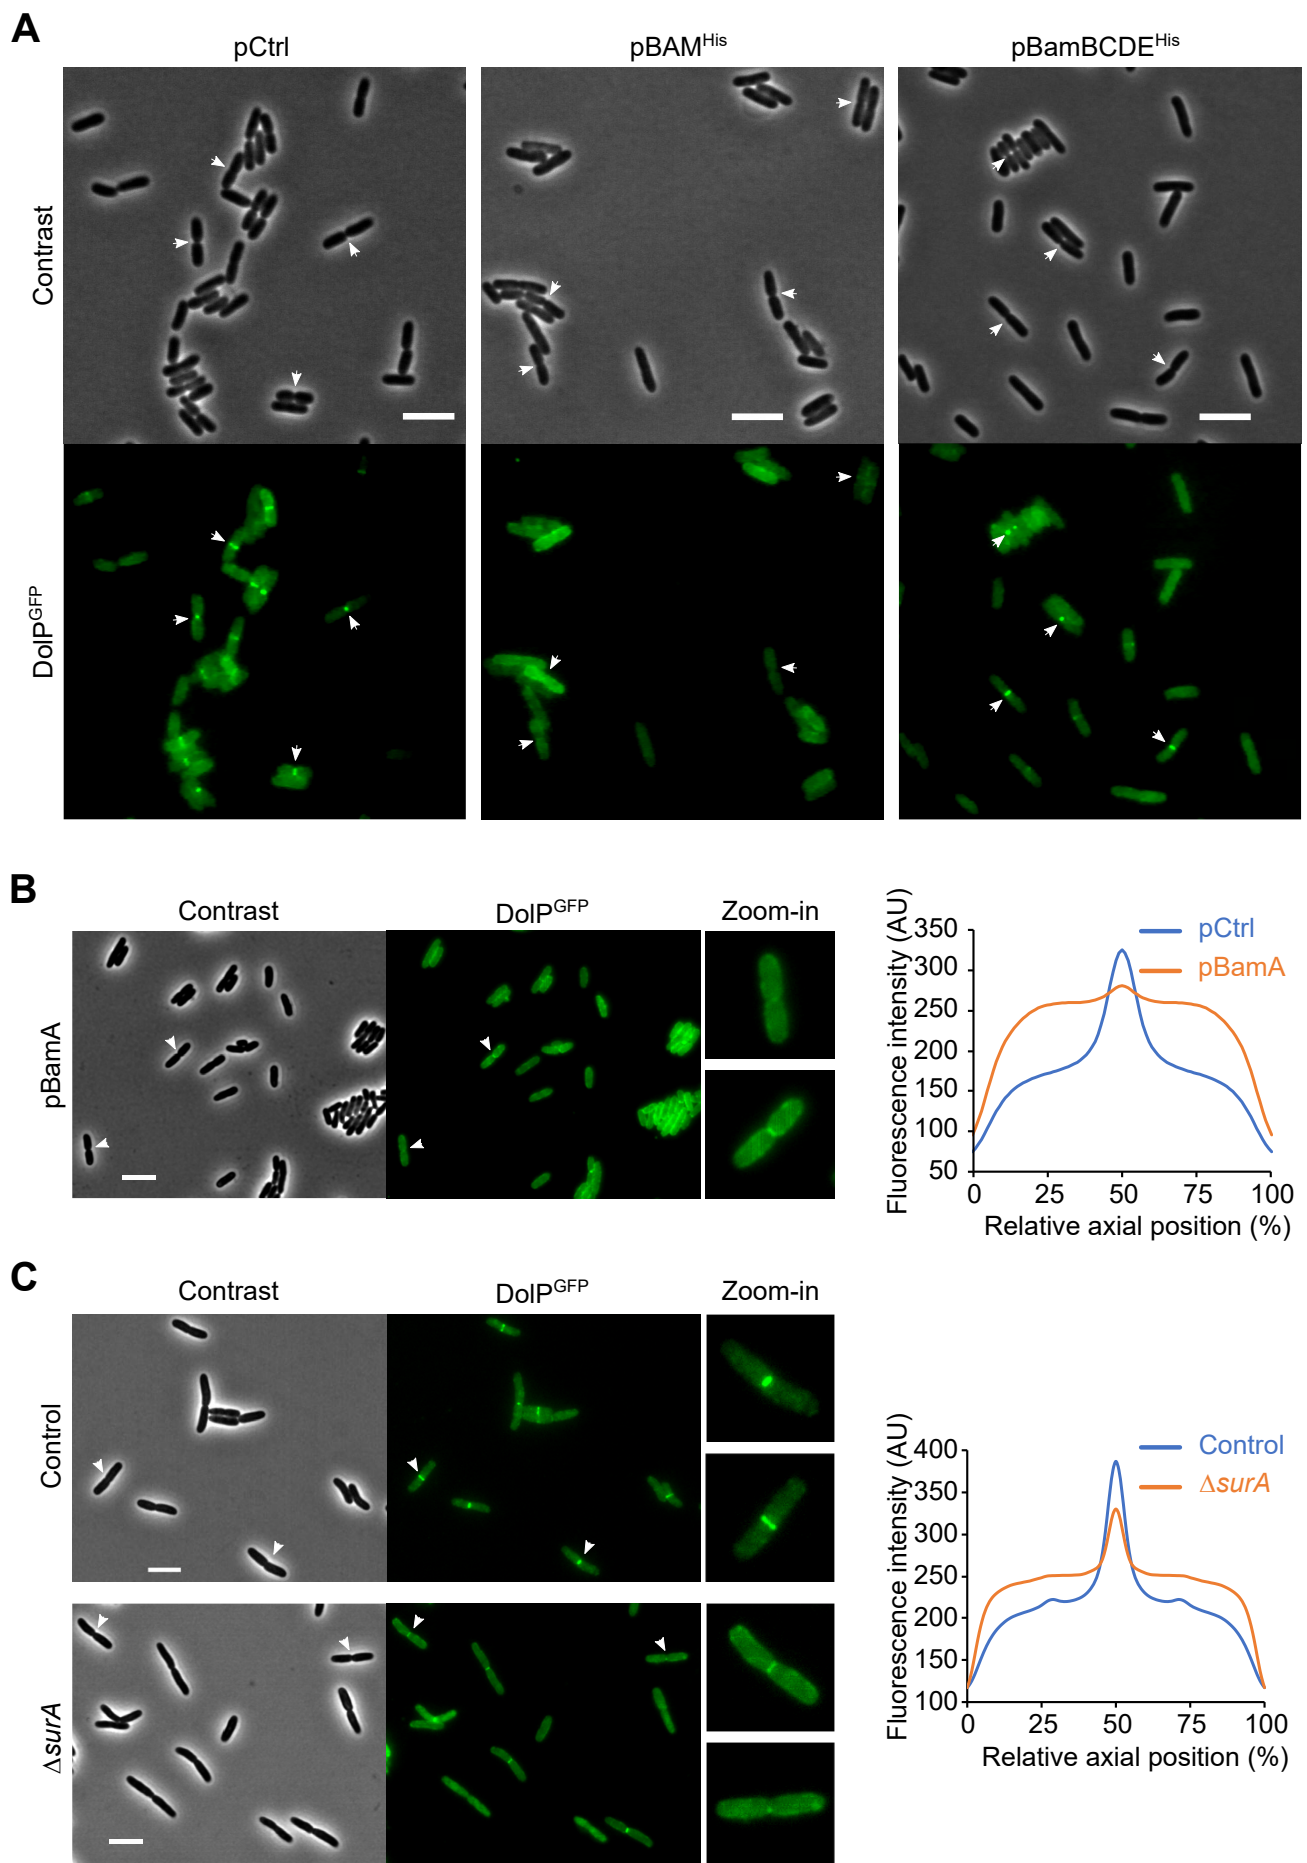 A
pCtrl
pBAMᴴⁱˢ
pBamBCDEᴴⁱˢ
Contrast
DolPᴳᶠᴾ
B
Contrast
DolPᴳᶠᴾ
Zoom-in
pBamA
Fluorescence intensity (AU)
350
300
250
200
150
100
50
0
25
50
75
100
Relative axial position (%)
pCtrl
pBamA
C
Contrast
DolPᴳᶠᴾ
Zoom-in
Control
ΔsurA
Fluorescence intensity (AU)
400
350
300
250
200
150
100
0
25
50
75
100
Relative axial position (%)
Control
ΔsurA